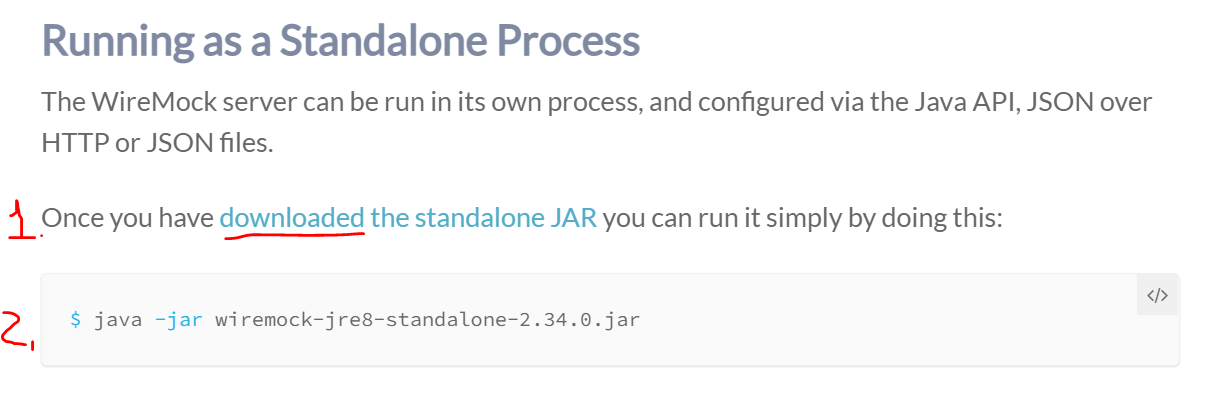 Running as a Standalone Process
The WireMock server can be run in its own process, and configured via the Java API, JSON over
HTTP or JSON files.
1. Once you have downloaded the standalone JAR you can run it simply by doing this:
</>
2. $ java -jar wiremock-jre8-standalone-2.34.0.jar